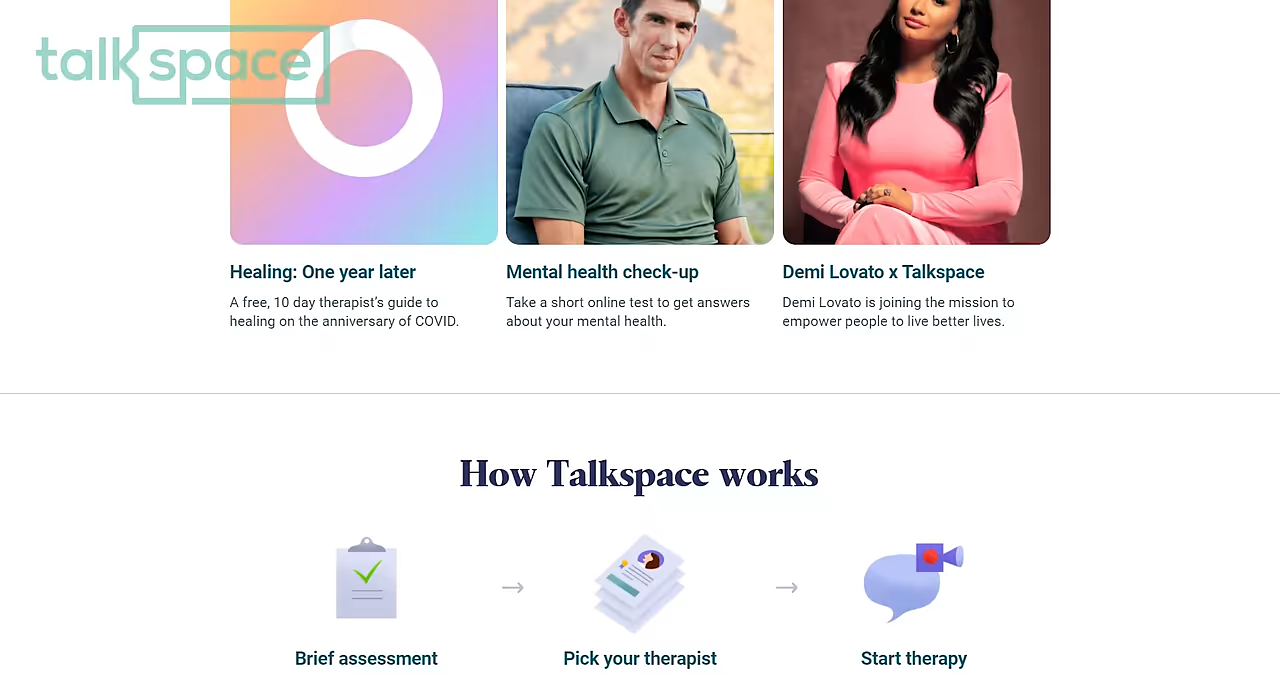 talkspace
Healing: One year later
A free, 10 day therapist's guide to
healing on the anniversary of COVID.
Mental health check-up
Take a short online test to get answers
about your mental health.
Demi Lovato x Talkspace
Demi Lovato is joining the mission to
empower people to live better lives.
How Talkspace works
Brief assessment
Pick your therapist
Start therapy